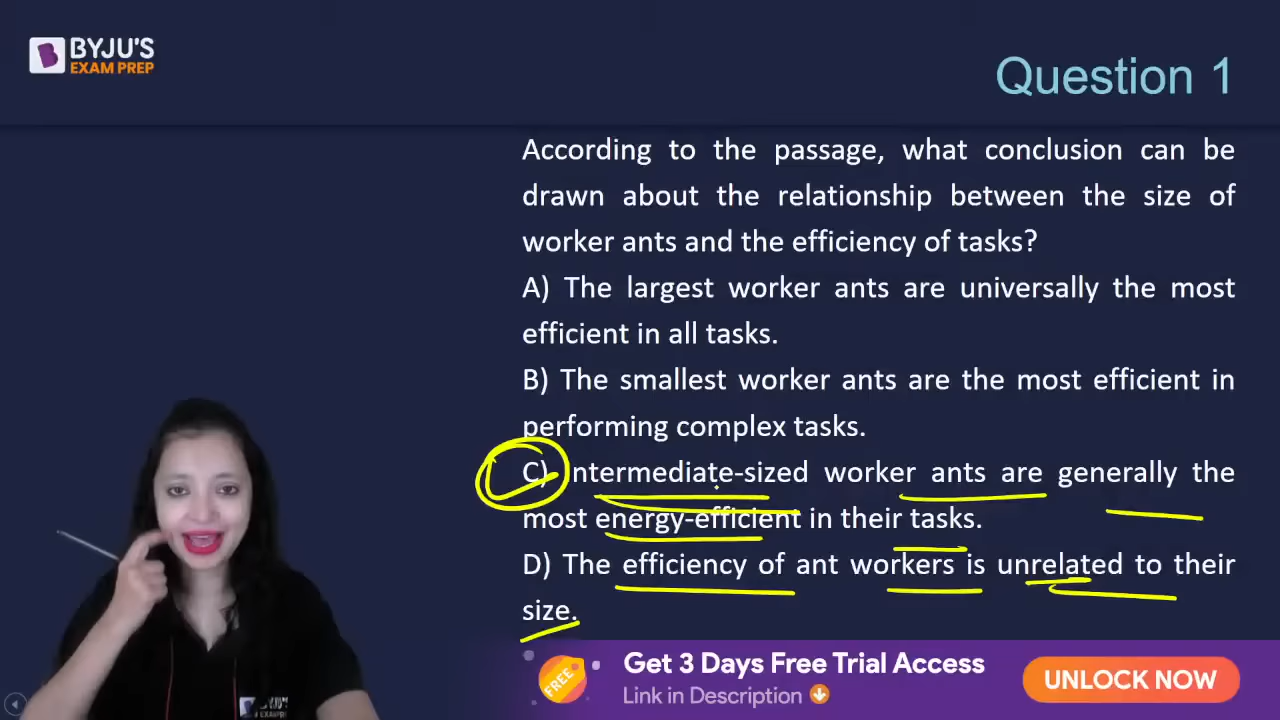 BYJU'S
EXAM PREP
Question 1
According to the passage, what conclusion can be
drawn about the relationship between the size of
worker ants and the efficiency of tasks?
A) The largest worker ants are universally the most
efficient in all tasks.
B) The smallest worker ants are the most efficient in
performing complex tasks.
C) Intermediate-sized worker ants are generally the
most energy-efficient in their tasks.
D) The efficiency of ant workers is unrelated to their
size.
FREE
Get 3 Days Free Trial Access
Link in Description
UNLOCK NOW